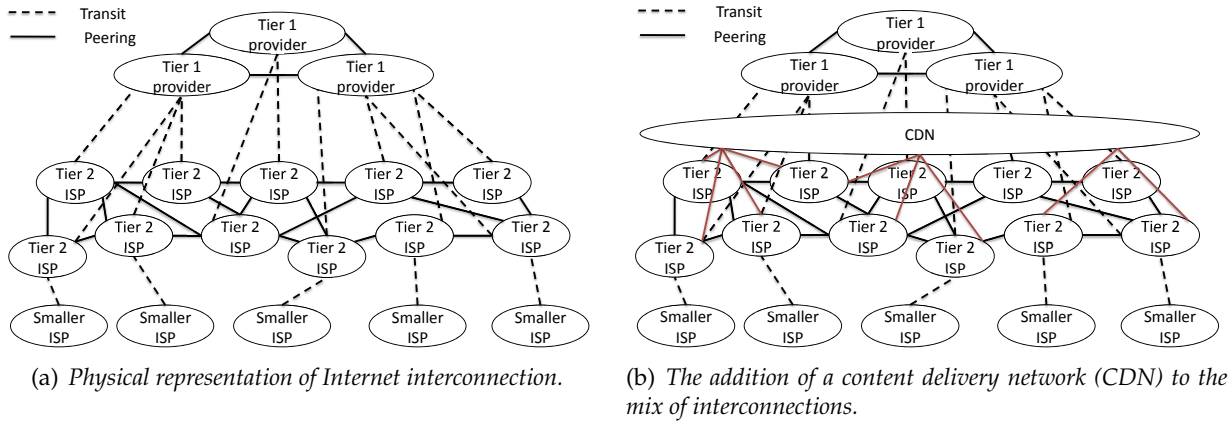 Transit
Peering
Tier 1
provider
Tier 1
provider
Tier 1
provider
Tier 2
ISP
Tier 2
ISP
Tier 2
ISP
Tier 2
ISP
Tier 2
ISP
Tier 2
ISP
Tier 2
ISP
Tier 2
ISP
Tier 2
ISP
Tier 2
ISP
Tier 2
ISP
Smaller
ISP
Smaller
ISP
Smaller
ISP
Smaller
ISP
Smaller
ISP
(a) Physical representation of Internet interconnection.
Transit
Peering
Tier 1
provider
Tier 1
provider
Tier 1
provider
CDN
Tier 2
ISP
Tier 2
ISP
Tier 2
ISP
Tier 2
ISP
Tier 2
ISP
Tier 2
ISP
Tier 2
ISP
Tier 2
ISP
Tier 2
ISP
Tier 2
ISP
Tier 2
ISP
Smaller
ISP
Smaller
ISP
Smaller
ISP
Smaller
ISP
Smaller
ISP
(b) The addition of a content delivery network (CDN) to the
mix of interconnections.